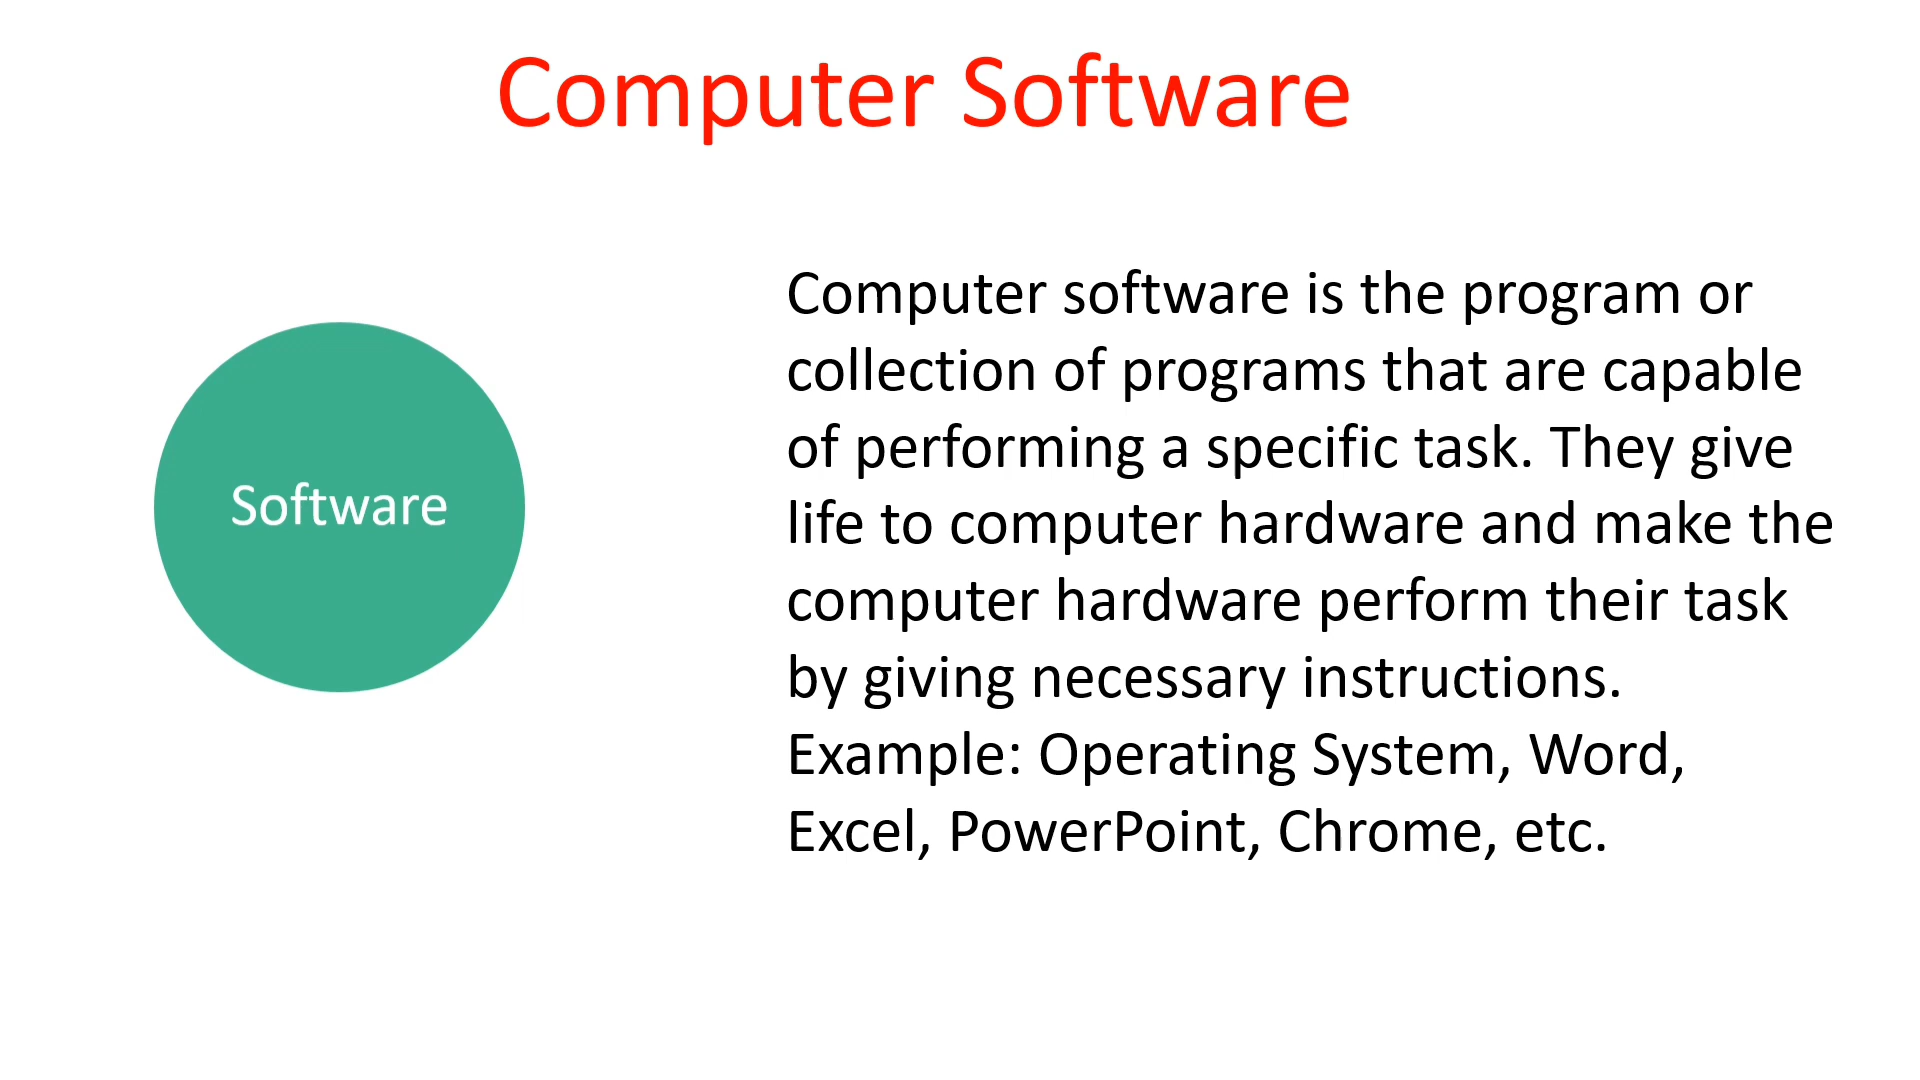 Computer Software
Software
Computer software is the program or
collection of programs that are capable
of performing a specific task. They give
life to computer hardware and make the
computer hardware perform their task
by giving necessary instructions.
Example: Operating System, Word,
Excel, PowerPoint, Chrome, etc.